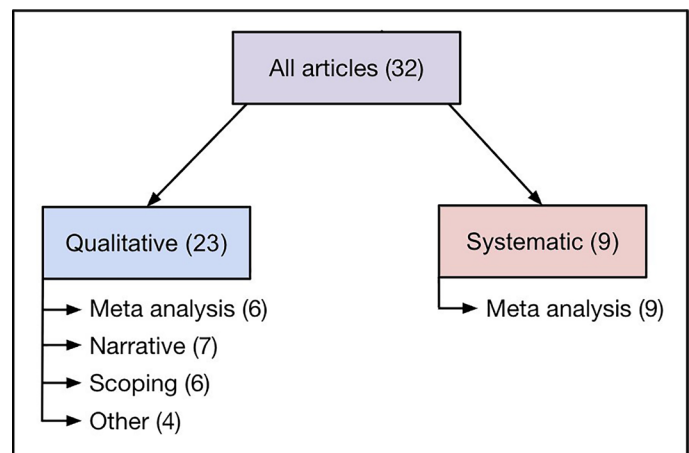 All articles (32)
Qualitative (23)
Meta analysis (6)
Narrative (7)
Scoping (6)
Other (4)
Systematic (9)
Meta analysis (9)